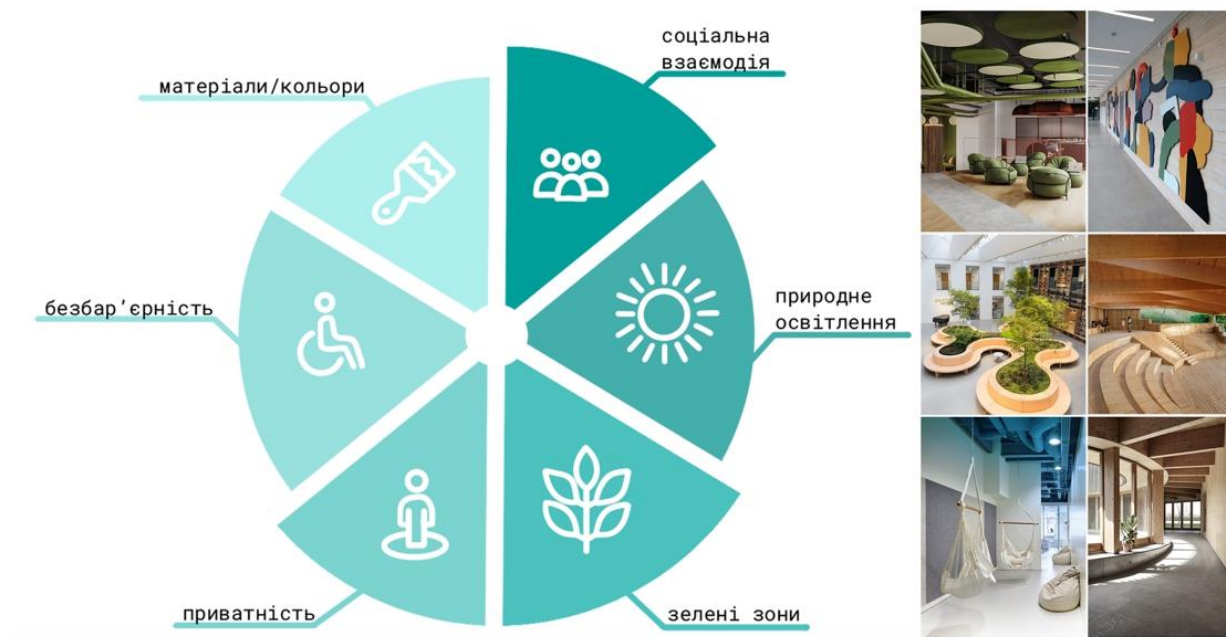 соціальна
взаємодія
матеріали/кольори
природне
освітлення
безбар’єрність
приватність
зелені зони